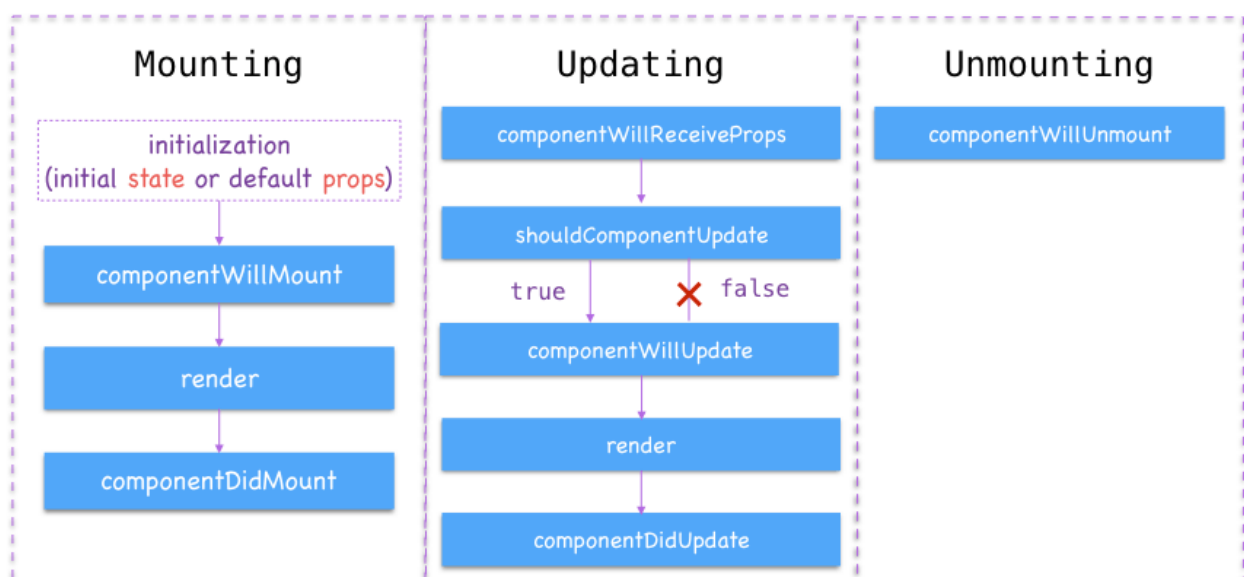 Mounting
initialization
(initial state or default props)
componentWillMount
render
componentDidMount
Updating
componentWillReceiveProps
shouldComponentUpdate
true
false
componentWillUpdate
render
componentDidUpdate
Unmounting
componentWillUnmount